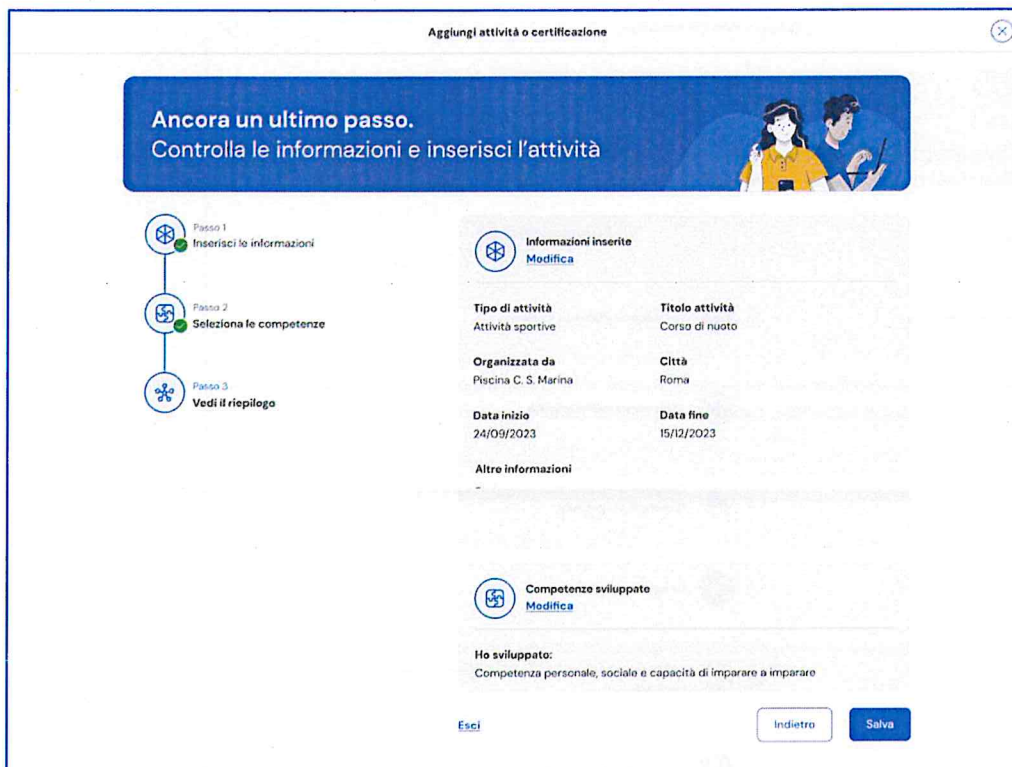 Aggiungi attività o certificazione
Ancora un ultimo passo.
Controlla le informazioni e inserisci l'attività
Passo 1
Inserisci le informazioni
Passo 2
Seleziona le competenze
Passo 3
Vedi il riepilogo
Informazioni inserite
Modifica
Tipo di attività
Attività sportive
Titolo attività
Corso di nuoto
Organizzata da
Piscina C. S. Marina
Città
Roma
Data inizio
24/09/2023
Data fine
15/12/2023
Altre informazioni
-
Competenze sviluppate
Modifica
Ho sviluppato:
Competenza personale, sociale e capacità di imparare a imparare
Esci
Indietro
Salva